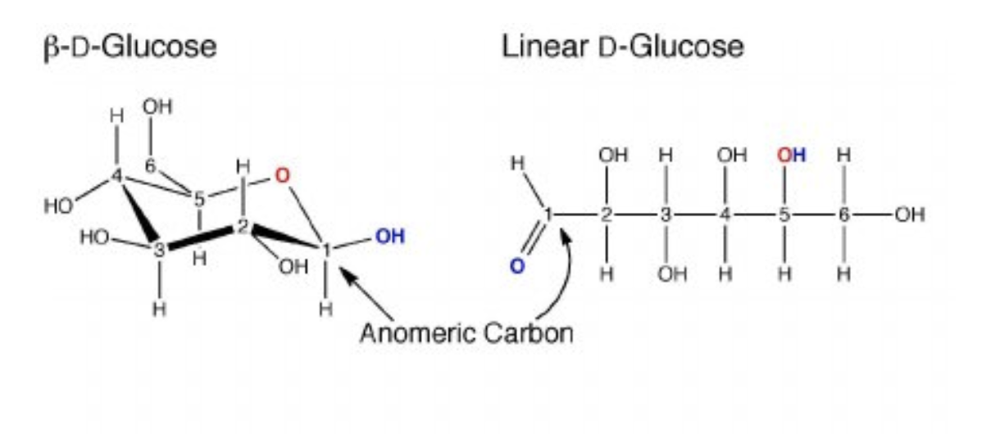 β-D-Glucose
Linear D-Glucose
H OH
4 6 H O
5
HO
HO 2 OH
3 H 1
OH
H H
H OH H OH OH H
1 2 3 4 5 6 OH
O H OH H H H
Anomeric Carbon